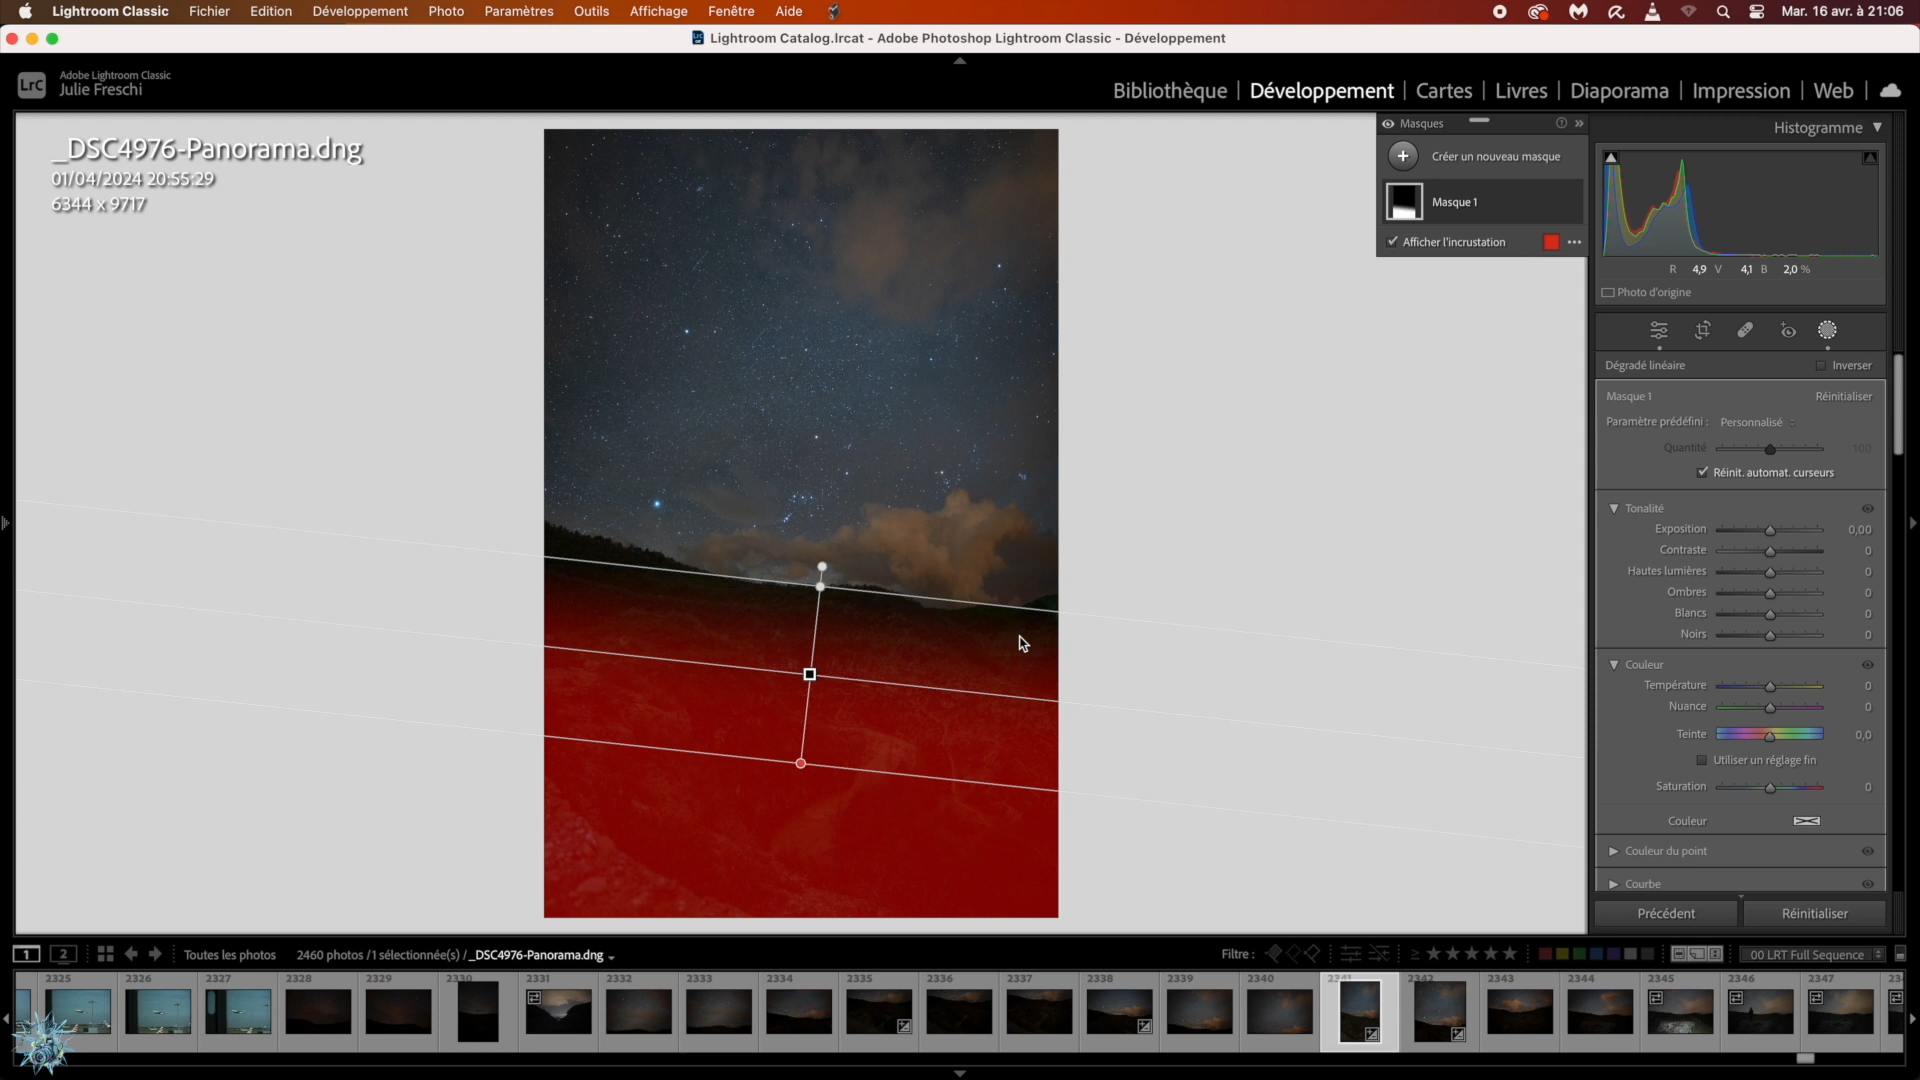 Lightroom Classic Fichier Edition Développement Photo Paramètres Outils Affichage Fenêtre Aide Mar. 16 avr. à 21:06
Lightroom Catalog.lrcat - Adobe Photoshop Lightroom Classic - Développement
LrC Adobe Lightroom Classic
Julie Freschi
Bibliothèque | Développement | Cartes | Livres | Diaporama | Impression | Web |
_DSC4976-Panorama.dng
01/04/2024 20:55:29
6344 x 9717
Masques
Créer un nouveau masque
Masque 1
Afficher l'incrustation
Histogramme
R 4,9 V 4,1 B 2,0 %
Photo d'origine
Dégradé linéaire Inverser
Masque 1 Réinitialiser
Paramètre prédéfini : Personnalisé
Quantité 100
Réinit. automat. curseurs
Tonalité
Exposition 0,00
Contraste 0
Hautes lumières 0
Ombres 0
Blancs 0
Noirs 0
Couleur
Température 0
Nuance 0
Teinte 0,0
Utiliser un réglage fin
Saturation 0
Couleur
Couleur du point
Courbe
Précédent Réinitialiser
1 2 Toutes les photos 2460 photos /1 sélectionnée(s) /_DSC4976-Panorama.dng Filtre : 00 LRT Full Sequence
2325 2326 2327 2328 2329 2330 2331 2332 2333 2334 2335 2336 2337 2338 2339 2340 2341 2342 2343 2344 2345 2346 2347 23